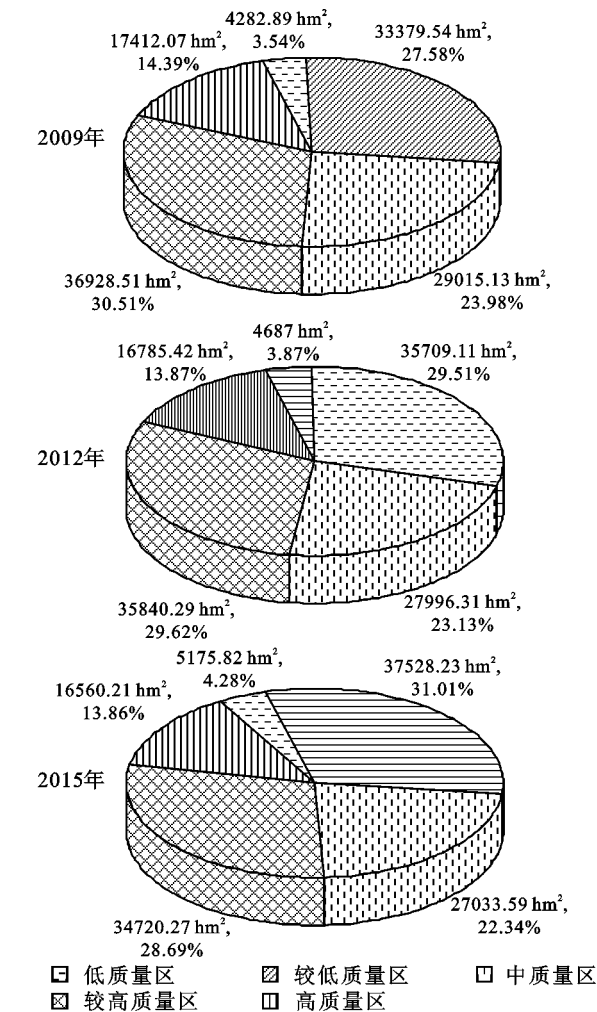 4282.89 hm²,
3.54%
33379.54 hm²,
27.58%
17412.07 hm²,
14.39%
2009年
36928.51 hm²,
30.51%
29015.13 hm²,
23.98%
4687 hm²,
3.87%
16785.42 hm²,
13.87%
35709.11 hm²,
29.51%
2012年
35840.29 hm²,
29.62%
27996.31 hm²,
23.13%
5175.82 hm²,
4.28%
37528.23 hm²,
31.01%
16560.21 hm²,
13.86%
2015年
34720.27 hm²,
28.69%
27033.59 hm²,
22.34%
低质量区 较低质量区 中质量区
较高质量区 高质量区